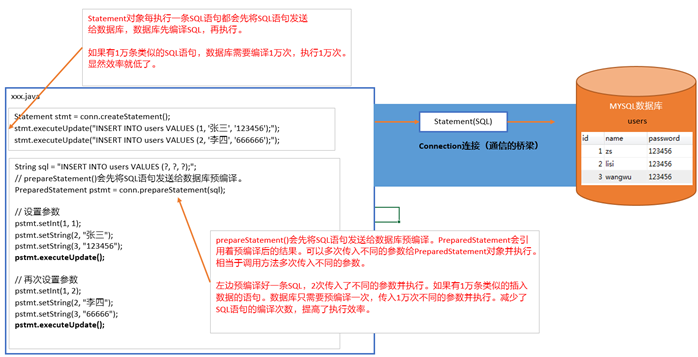 Statement对象每执行一条SQL语句都会先将SQL语句发送
给数据库，数据库先编译SQL，再执行。
如果有1万条类似的SQL语句，数据库需要编译1万次，执行1万次。
显然效率就低了。
xxx.java
Statement stmt = conn.createStatement();
stmt.executeUpdate("INSERT INTO users VALUES (1, '张三', '123456');");
stmt.executeUpdate("INSERT INTO users VALUES (2, '李四', '666666');");
String sql = "INSERT INTO users VALUES (?, ?, ?);";
// prepareStatement()会先将SQL语句发送给数据库预编译。
PreparedStatement pstmt = conn.prepareStatement(sql);
// 设置参数
pstmt.setInt(1, 1);
pstmt.setString(2, "张三");
pstmt.setString(3, "123456");
pstmt.executeUpdate();
// 再次设置参数
pstmt.setInt(1, 2);
pstmt.setString(2, "李四");
pstmt.setString(3, "66666");
pstmt.executeUpdate();
Statement(SQL)
Connection连接（通信的桥梁）
MYSQL数据库
users
id name password
1 zs 123456
2 lisi 123456
3 wangwu 123456
prepareStatement()会先将SQL语句发送给数据库预编译。PreparedStatement会引
用着预编译后的结果。可以多次传入不同的参数给PreparedStatement对象并执行。
相当于调用方法多次传入不同的参数。
左边预编译好一条SQL，2次传入了不同的参数并执行。如果有1万条类似的插入
数据的语句。数据库只需要预编译一次，传入1万次不同的参数并执行。减少了
SQL语句的编译次数，提高了执行效率。